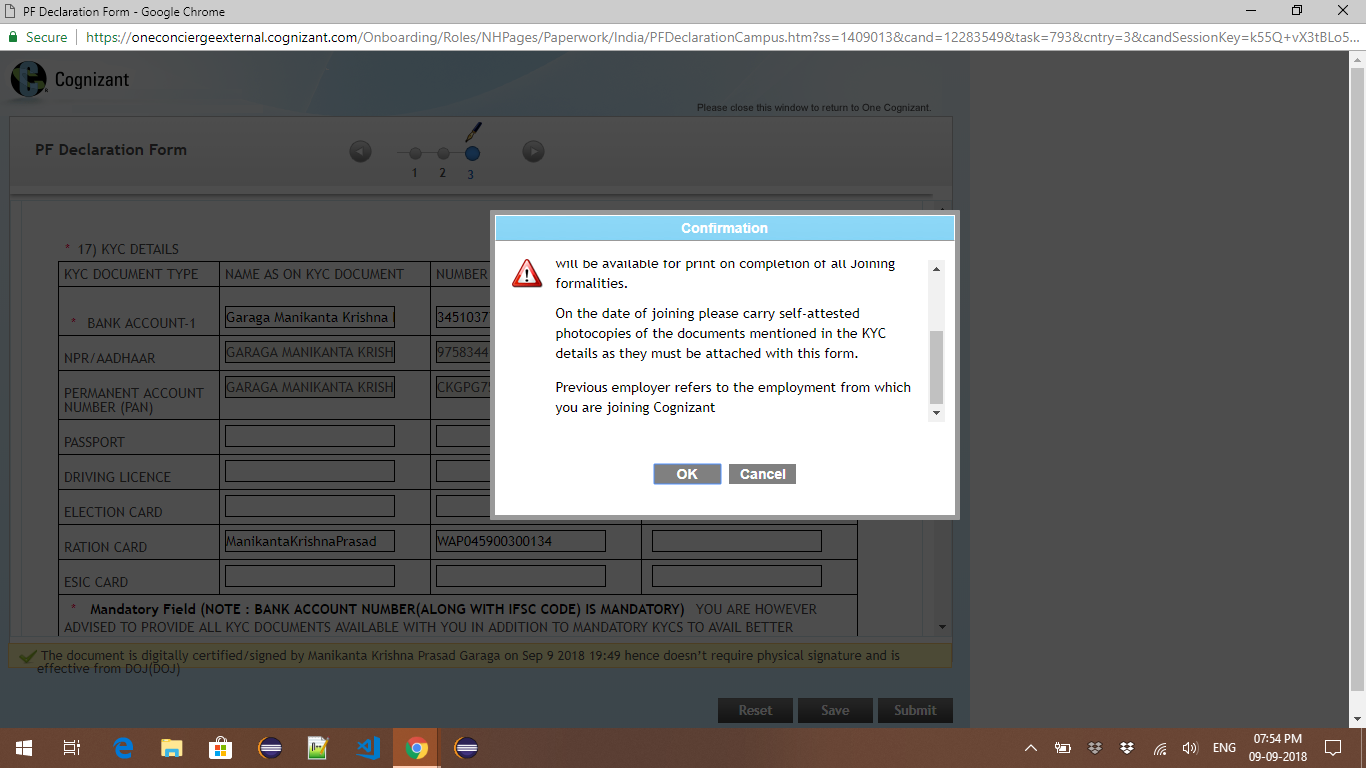 PF Declaration Form - Google Chrome
Secure https://oneconciergeexternal.cognizant.com/Onboarding/Roles/NHPages/Paperwork/India/PFDeclarationCampus.htm?ss=1409013&cand=12283549&task=793&cntry=3&candSessionKey=k55Q+vX3tBLo5...
Cognizant
Please close this window to return to One Cognizant.
PF Declaration Form
1 2 3
* 17) KYC DETAILS
KYC DOCUMENT TYPE NAME AS ON KYC DOCUMENT NUMBER
* BANK ACCOUNT-1 Garaga Manikanta Krishna 3451037
NPR/AADHAAR GARAGA MANIKANTA KRISH 9758344
PERMANENT ACCOUNT GARAGA MANIKANTA KRISH CKGPG7
NUMBER (PAN)
PASSPORT
DRIVING LICENCE
ELECTION CARD
RATION CARD ManikantaKrishnaPrasad WAP045900300134
ESIC CARD
* Mandatory Field (NOTE : BANK ACCOUNT NUMBER(ALONG WITH IFSC CODE) IS MANDATORY) YOU ARE HOWEVER
ADVISED TO PROVIDE ALL KYC DOCUMENTS AVAILABLE WITH YOU IN ADDITION TO MANDATORY KYCS TO AVAIL BETTER
Confirmation
will be available for print on completion of all Joining
formalities.
On the date of joining please carry self-attested
photocopies of the documents mentioned in the KYC
details as they must be attached with this form.
Previous employer refers to the employment from which
you are joining Cognizant
OK Cancel
The document is digitally certified/signed by Manikanta Krishna Prasad Garaga on Sep 9 2018 19:49 hence doesn't require physical signature and is
effective from DOJ(DOJ)
Reset Save Submit
ENG
07:54 PM
09-09-2018